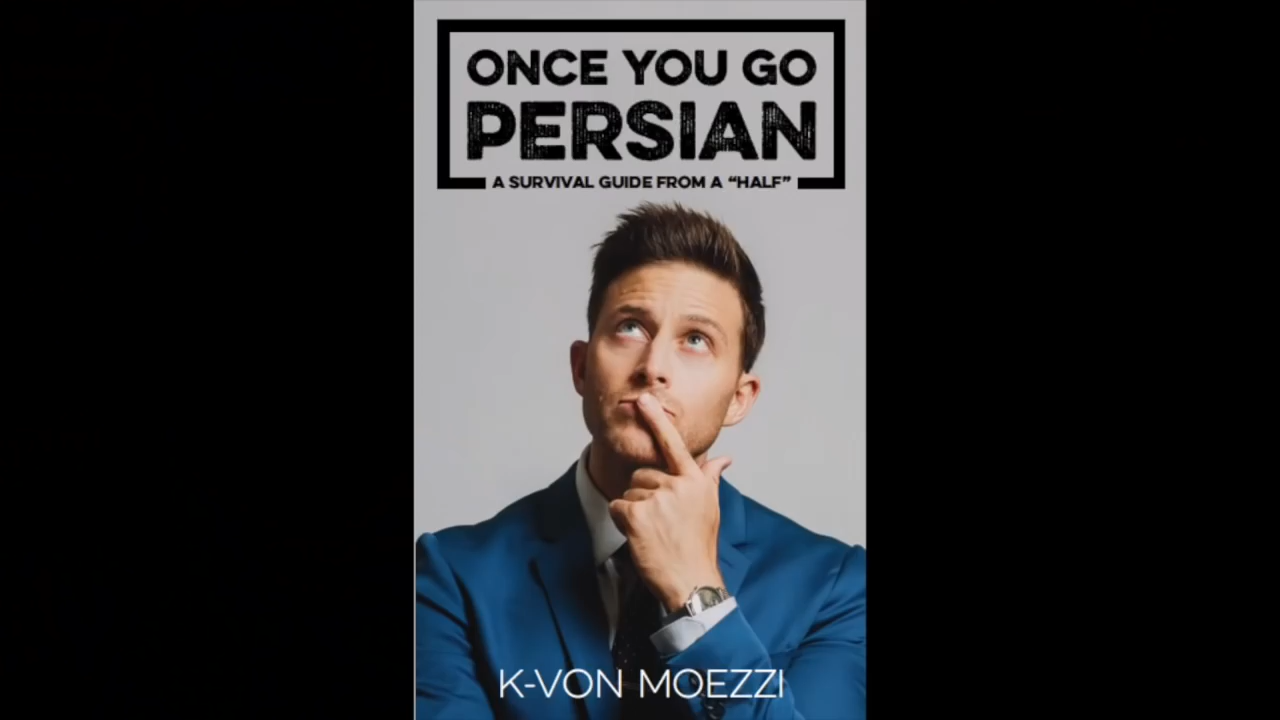 ONCE YOU GO
PERSIAN
A SURVIVAL GUIDE FROM A “HALF”
K-VON MOEZZI